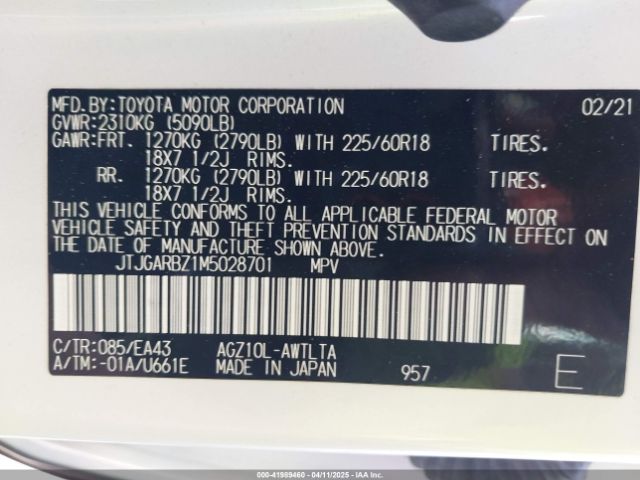 MFD.BY:TOYOTA MOTOR CORPORATION 02/21
GVWR:2310KG (5090LB)
GAWR:FRT. 1270KG (2790LB) WITH 225/60R18 TIRES.
18X7 1/2J RIMS.
RR. 1270KG (2790LB) WITH 225/60R18 TIRES.
18X7 1/2J RIMS.
THIS VEHICLE CONFORMS TO ALL APPLICABLE FEDERAL MOTOR
VEHICLE SAFETY AND THEFT PREVENTION STANDARDS IN EFFECT ON
THE DATE OF MANUFACTURE SHOWN ABOVE.
JTJGARBZ1M5028701 MPV
C/TR:085/EA43 AGZ10L-AWTLTA
A/TM:-01A/U661E MADE IN JAPAN 957 E
000-41989460 - 04/11/2025 - IAAI.COM